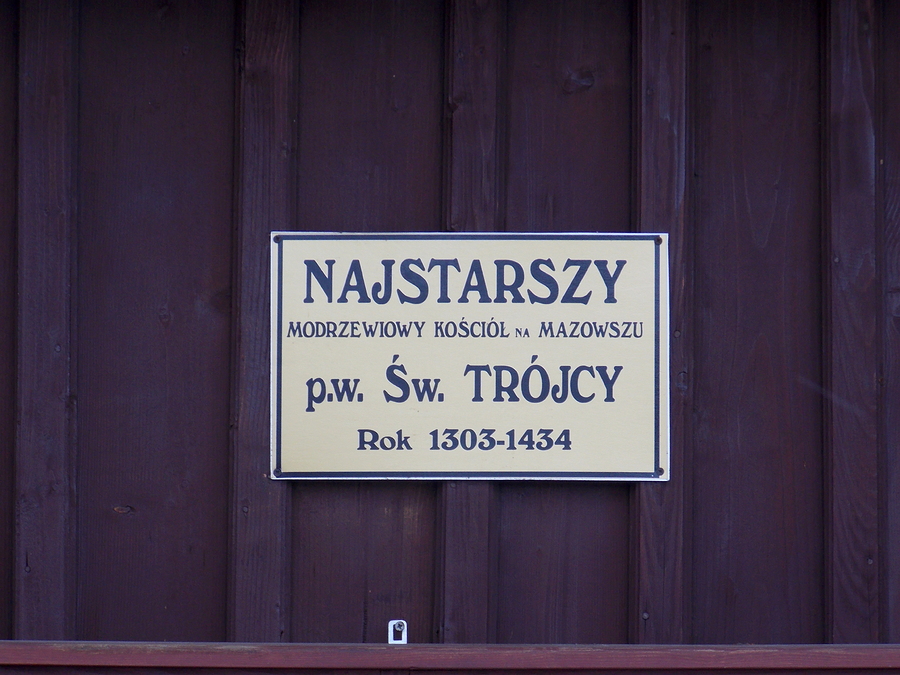 NAJSTARSZY
MODRZEWIOWY KOŚCIÓŁ NA MAZOWSZU
p.w. Św. TRÓJCY
Rok 1303-1434